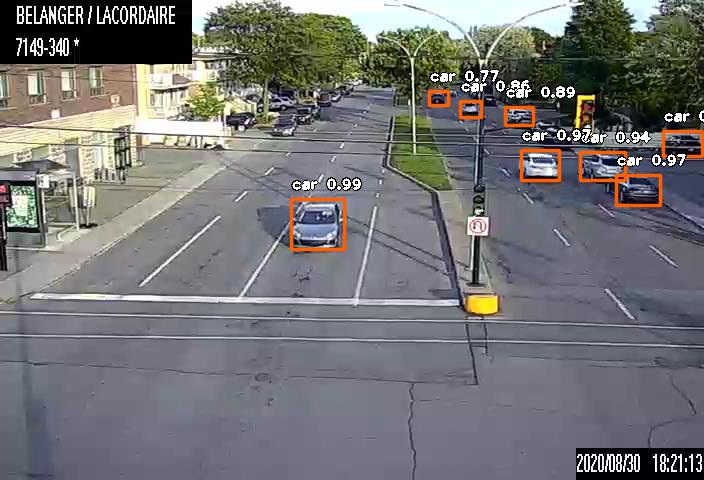 BELANGER / LACORDAIRE
7149-340 *
car 0.77
car 0.86
car 0.89
car 0
car 0.97
car 0.94
car 0.97
car 0.99
2020/08/30 18:21:13